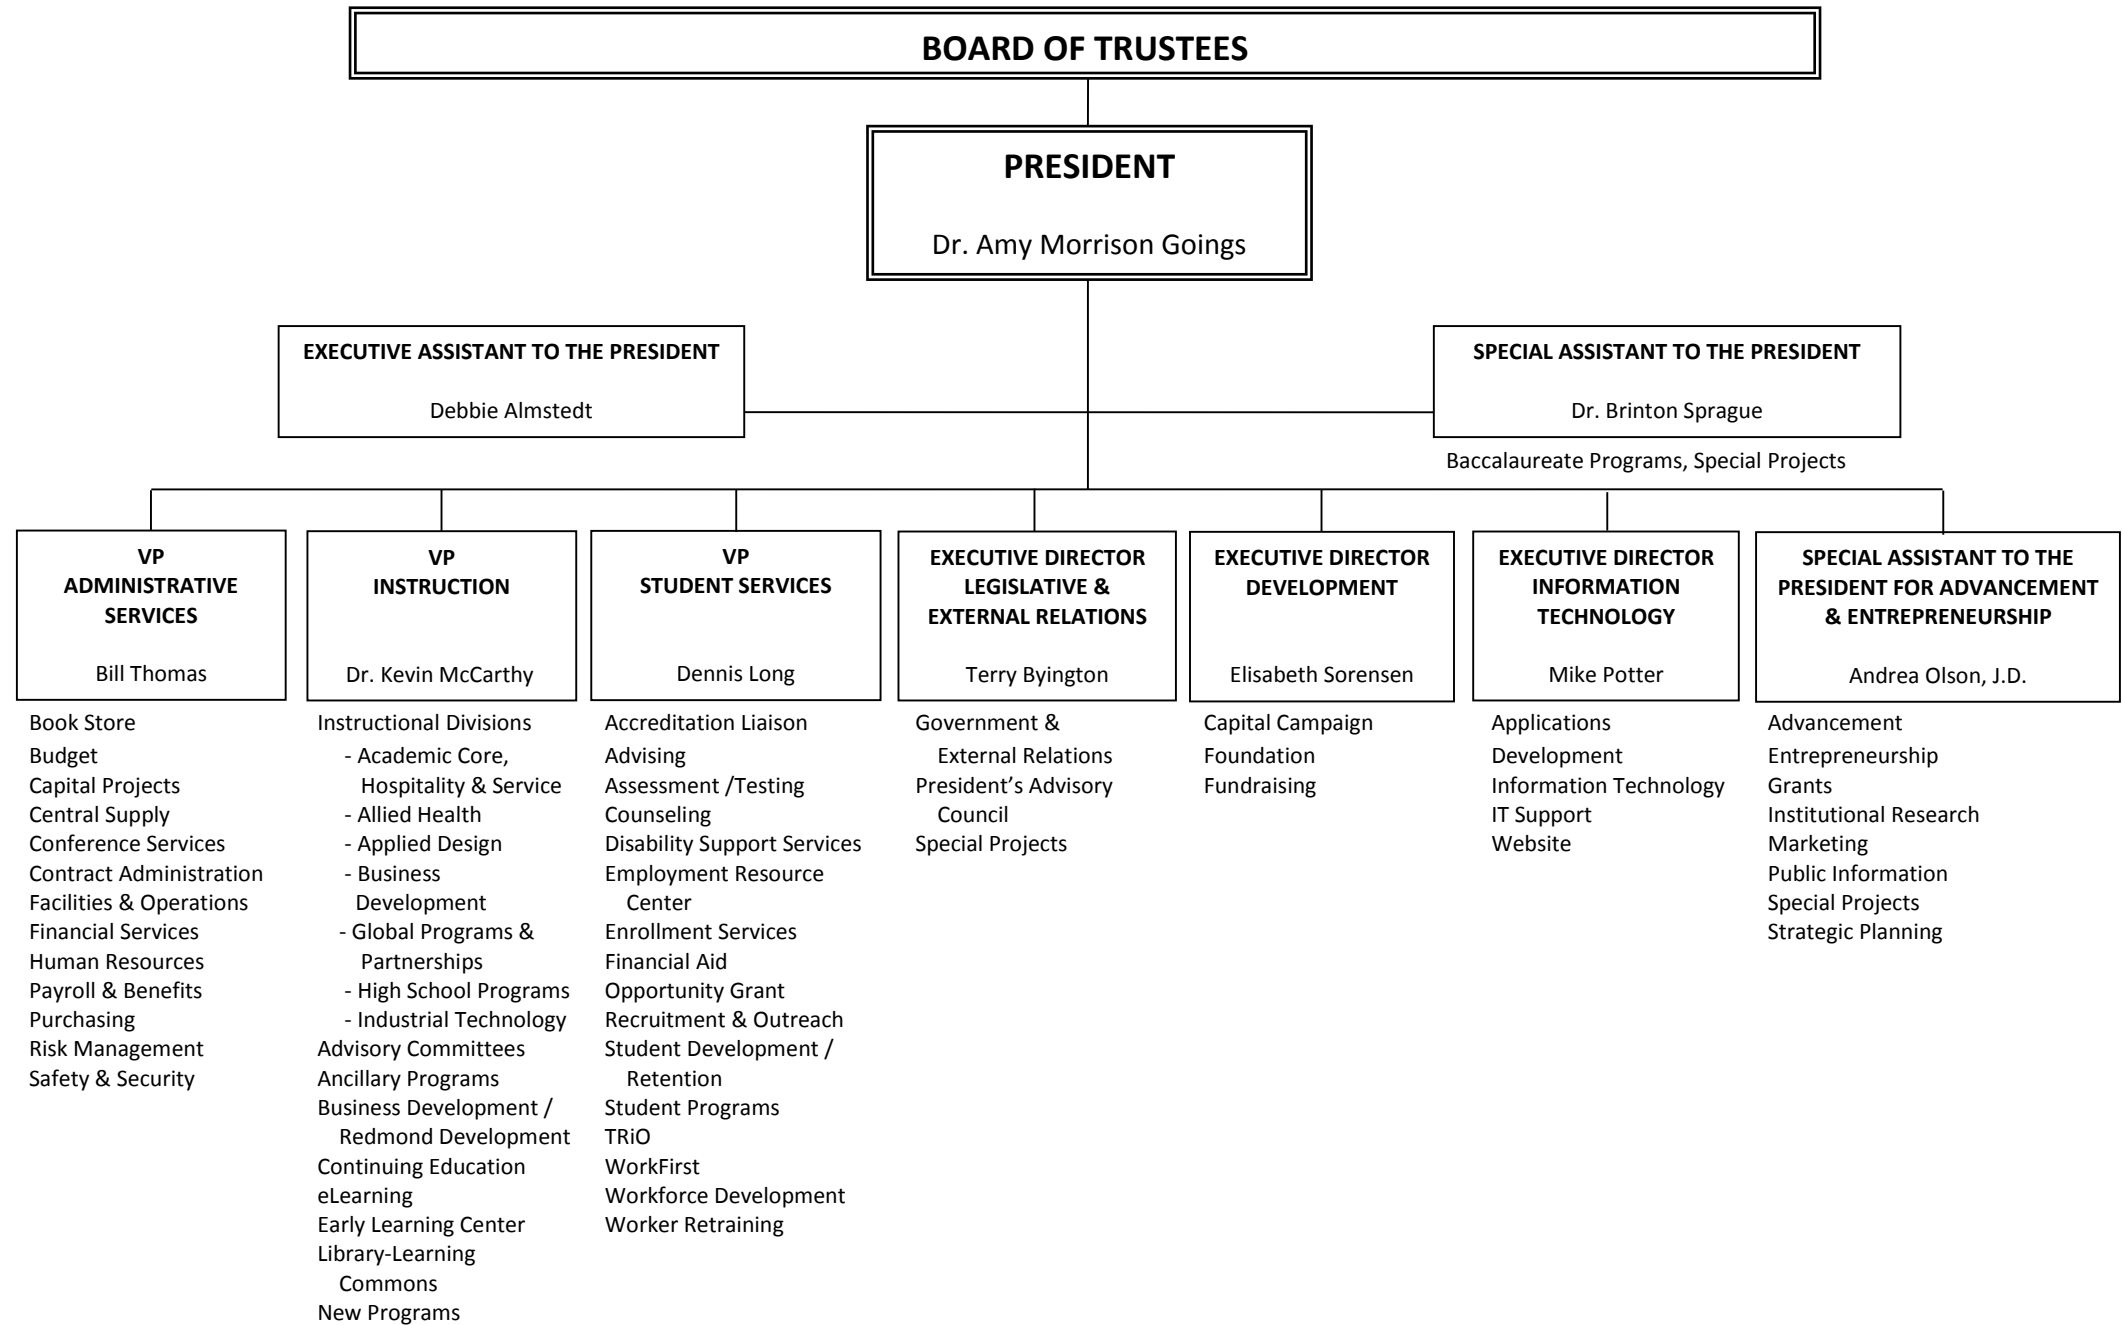 BOARD OF TRUSTEES
PRESIDENT
Dr. Amy Morrison Goings
EXECUTIVE ASSISTANT TO THE PRESIDENT
Debbie Almstedt
SPECIAL ASSISTANT TO THE PRESIDENT
Dr. Brinton Sprague
Baccalaureate Programs, Special Projects
VP
ADMINISTRATIVE
SERVICES
Bill Thomas
Book Store
Budget
Capital Projects
Central Supply
Conference Services
Contract Administration
Facilities & Operations
Financial Services
Human Resources
Payroll & Benefits
Purchasing
Risk Management
Safety & Security
VP
INSTRUCTION
Dr. Kevin McCarthy
Instructional Divisions
- Academic Core,
Hospitality & Service
- Allied Health
- Applied Design
- Business
Development
- Global Programs &
Partnerships
- High School Programs
- Industrial Technology
Advisory Committees
Ancillary Programs
Business Development /
Redmond Development
Continuing Education
eLearning
Early Learning Center
Library-Learning
Commons
New Programs
VP
STUDENT SERVICES
Dennis Long
Accreditation Liaison
Advising
Assessment /Testing
Counseling
Disability Support Services
Employment Resource
Center
Enrollment Services
Financial Aid
Opportunity Grant
Recruitment & Outreach
Student Development /
Retention
Student Programs
TRiO
WorkFirst
Workforce Development
Worker Retraining
EXECUTIVE DIRECTOR
LEGISLATIVE &
EXTERNAL RELATIONS
Terry Byington
Government &
External Relations
President’s Advisory
Council
Special Projects
EXECUTIVE DIRECTOR
DEVELOPMENT
Elisabeth Sorensen
Capital Campaign
Foundation
Fundraising
EXECUTIVE DIRECTOR
INFORMATION
TECHNOLOGY
Mike Potter
Applications
Development
Information Technology
IT Support
Website
SPECIAL ASSISTANT TO THE
PRESIDENT FOR ADVANCEMENT
& ENTREPRENEURSHIP
Andrea Olson, J.D.
Advancement
Entrepreneurship
Grants
Institutional Research
Marketing
Public Information
Special Projects
Strategic Planning